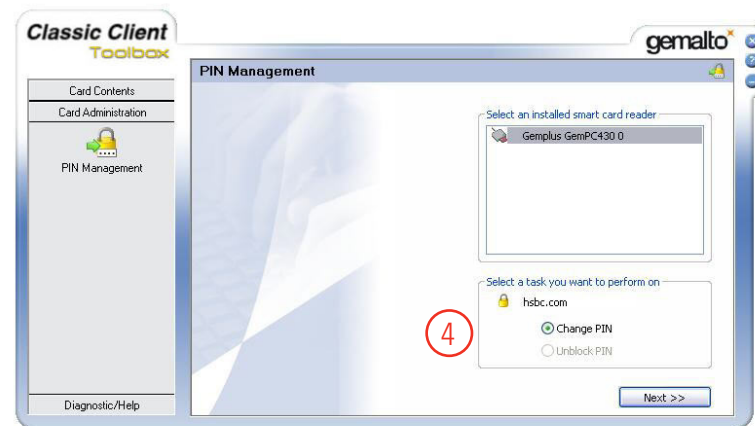 Classic Client
Toolbox
gemalto
PIN Management
Card Contents
Card Administration
PIN Management
Diagnostic/Help
Select an installed smart card reader
Gemplus GemPC430 0
Select a task you want to perform on
hsbc.com
4
Change PIN
Unblock PIN
Next >>